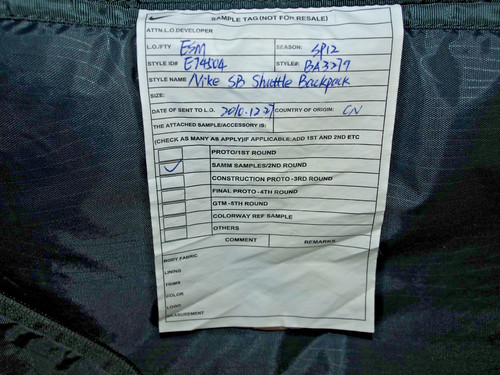 SAMPLE TAG(NOT FOR RESALE)
ATTN.L.O.DEVELOPER
L.O./FTY ESM SEASON: SP12
STYLE ID# E74504 STYLE#: BA3279
STYLE NAME: Nike SB Shuttle Backpack
SIZE:
DATE OF SENT TO L.O. 2010.12.27 COUNTRY OF ORIGIN: CN
THE ATTACHED SAMPLE/ACCESSORY IS:
(CHECK AS MANY AS APPLY)IF APPLICABLE:ADD 1ST AND 2ND ETC
PROTO/1ST ROUND
SAMM SAMPLES/2ND ROUND
CONSTRUCTION PROTO -3RD ROUND
FINAL PROTO -4TH ROUND
GTM -5TH ROUND
COLORWAY REF SAMPLE
OTHERS
COMMENT REMARKS
BODY FABRIC
LINING
TRIMS
COLOR
LOGO
MEASUREMENT